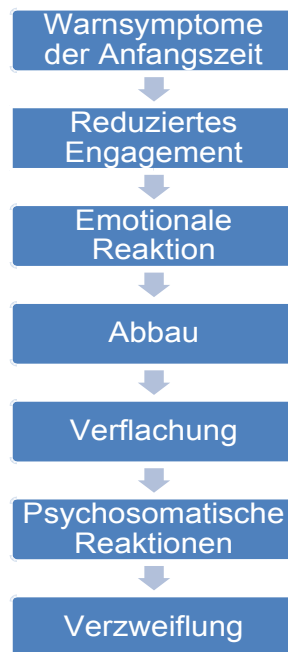 Warnsymptome
der Anfangszeit
Reduziertes
Engagement
Emotionale
Reaktion
Abbau
Verflachung
Psychosomatische
Reaktionen
Verzweiflung